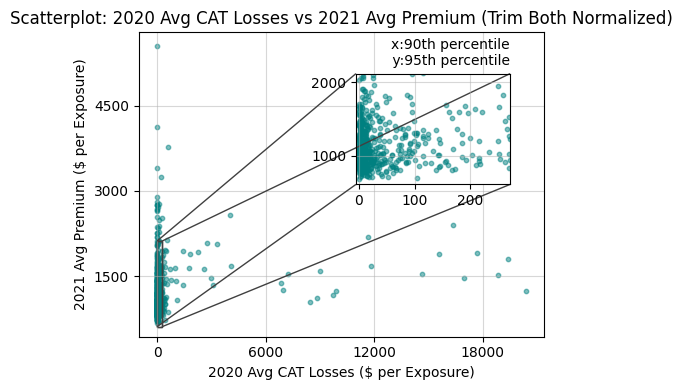 Scatterplot: 2020 Avg CAT Losses vs 2021 Avg Premium (Trim Both Normalized)
x:90th percentile
y:95th percentile
2000
1000
0 100 200
4500
3000
1500
0 6000 12000 18000
2021 Avg Premium ($ per Exposure)
2020 Avg CAT Losses ($ per Exposure)